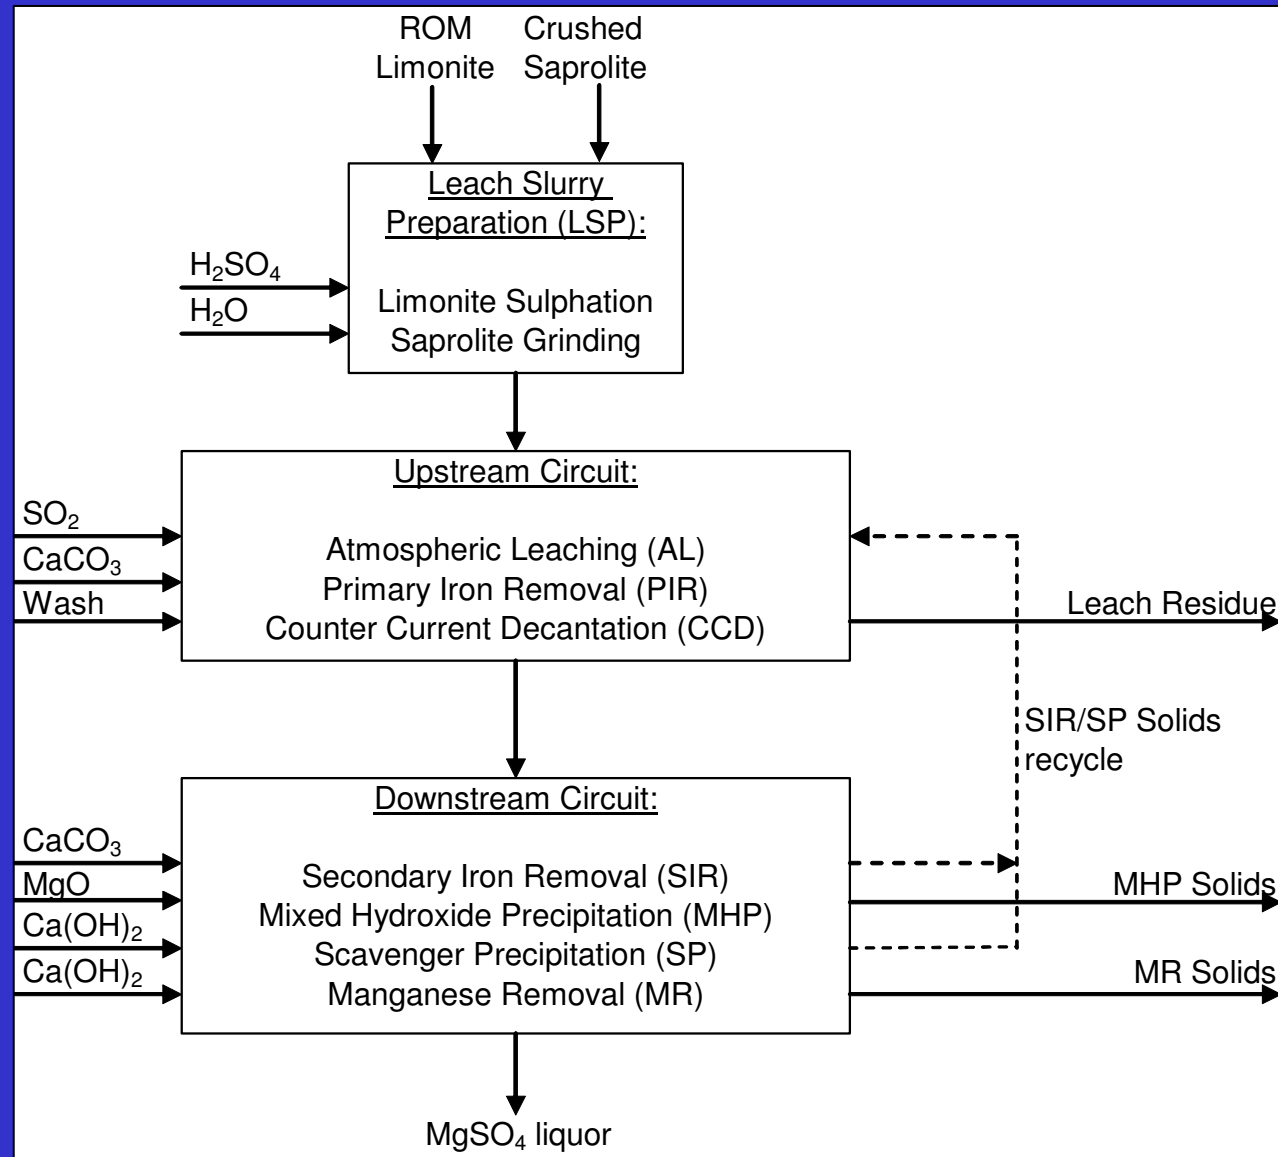 ROM
Limonite
Crushed
Saprolite
Leach Slurry
Preparation (LSP):
H₂SO₄
H₂O
Limonite Sulphation
Saprolite Grinding
Upstream Circuit:
SO₂
CaCO₃
Wash
Atmospheric Leaching (AL)
Primary Iron Removal (PIR)
Counter Current Decantation (CCD)
Leach Residue
SIR/SP Solids
recycle
Downstream Circuit:
CaCO₃
MgO
Ca(OH)₂
Ca(OH)₂
Secondary Iron Removal (SIR)
Mixed Hydroxide Precipitation (MHP)
Scavenger Precipitation (SP)
Manganese Removal (MR)
MHP Solids
MR Solids
MgSO₄ liquor